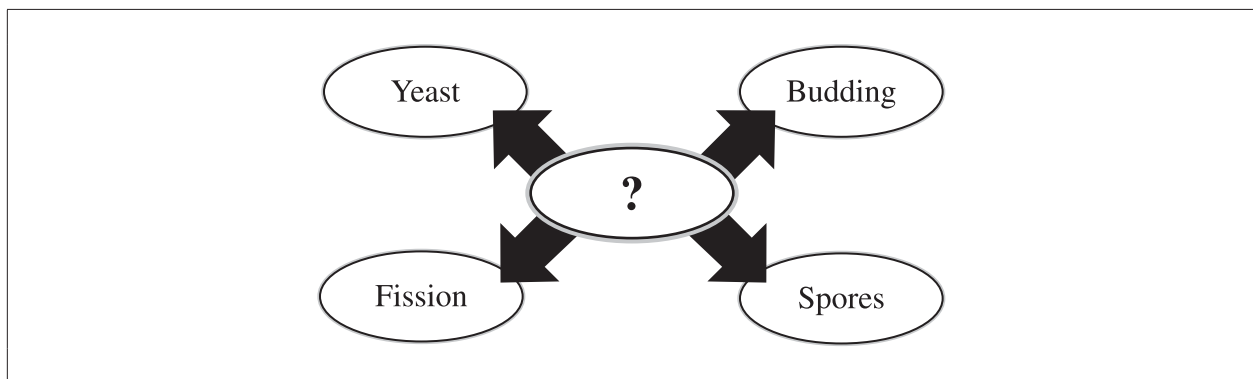 Yeast
Budding
?
Fission
Spores